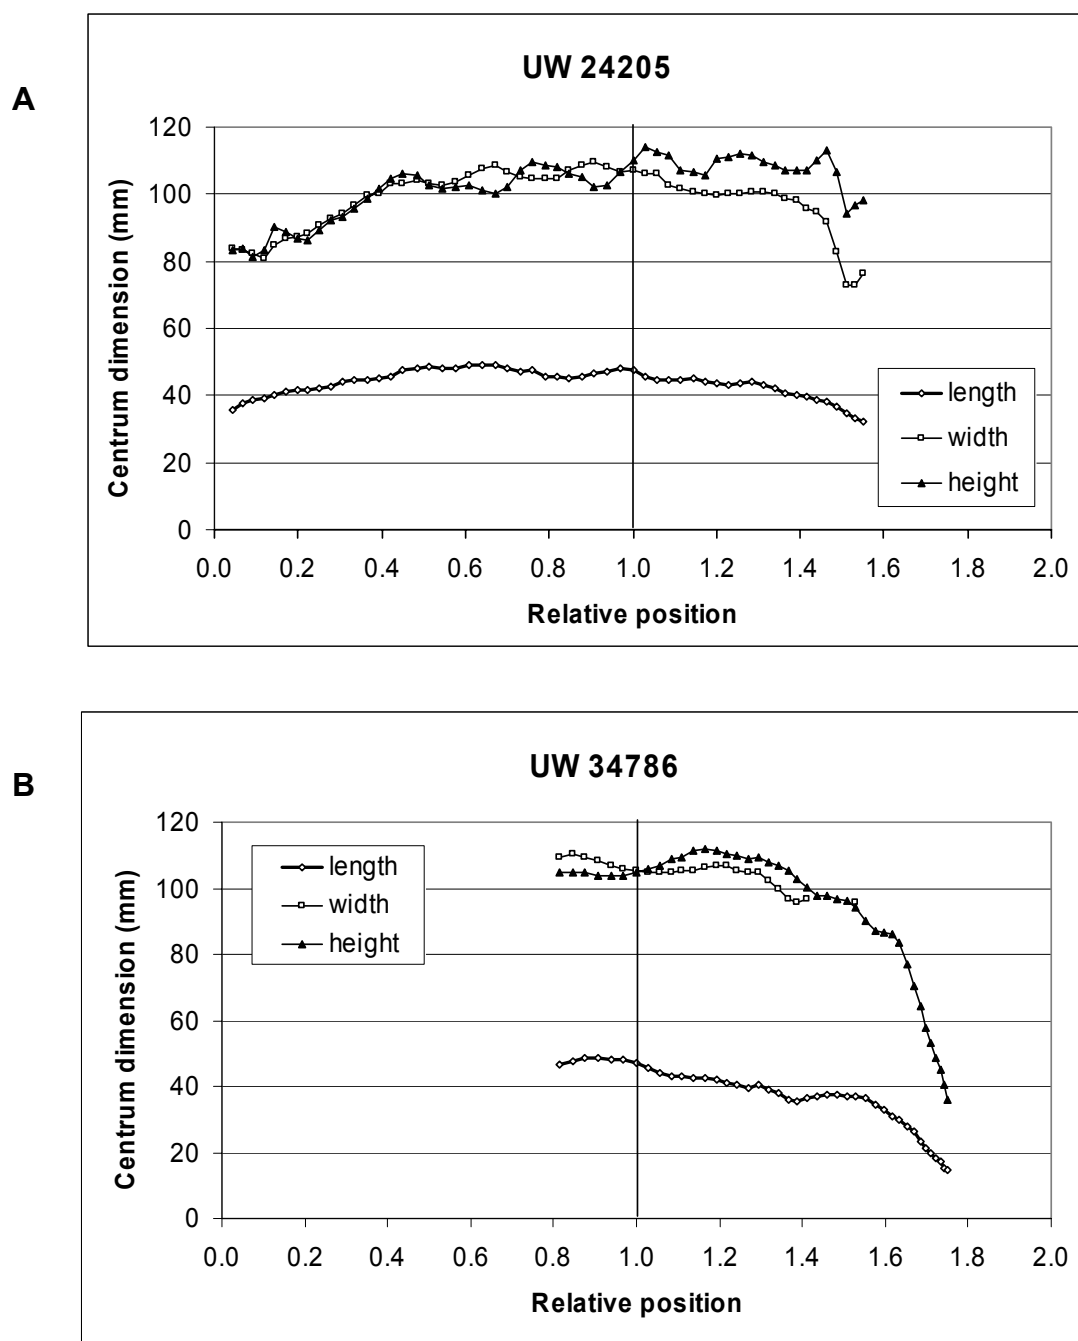 A
UW 24205
Centrum dimension (mm)
120
100
80
60
40
20
0
0.0 0.2 0.4 0.6 0.8 1.0 1.2 1.4 1.6 1.8 2.0
Relative position
length
width
height
B
UW 34786
Centrum dimension (mm)
120
100
80
60
40
20
0
0.0 0.2 0.4 0.6 0.8 1.0 1.2 1.4 1.6 1.8 2.0
Relative position
length
width
height